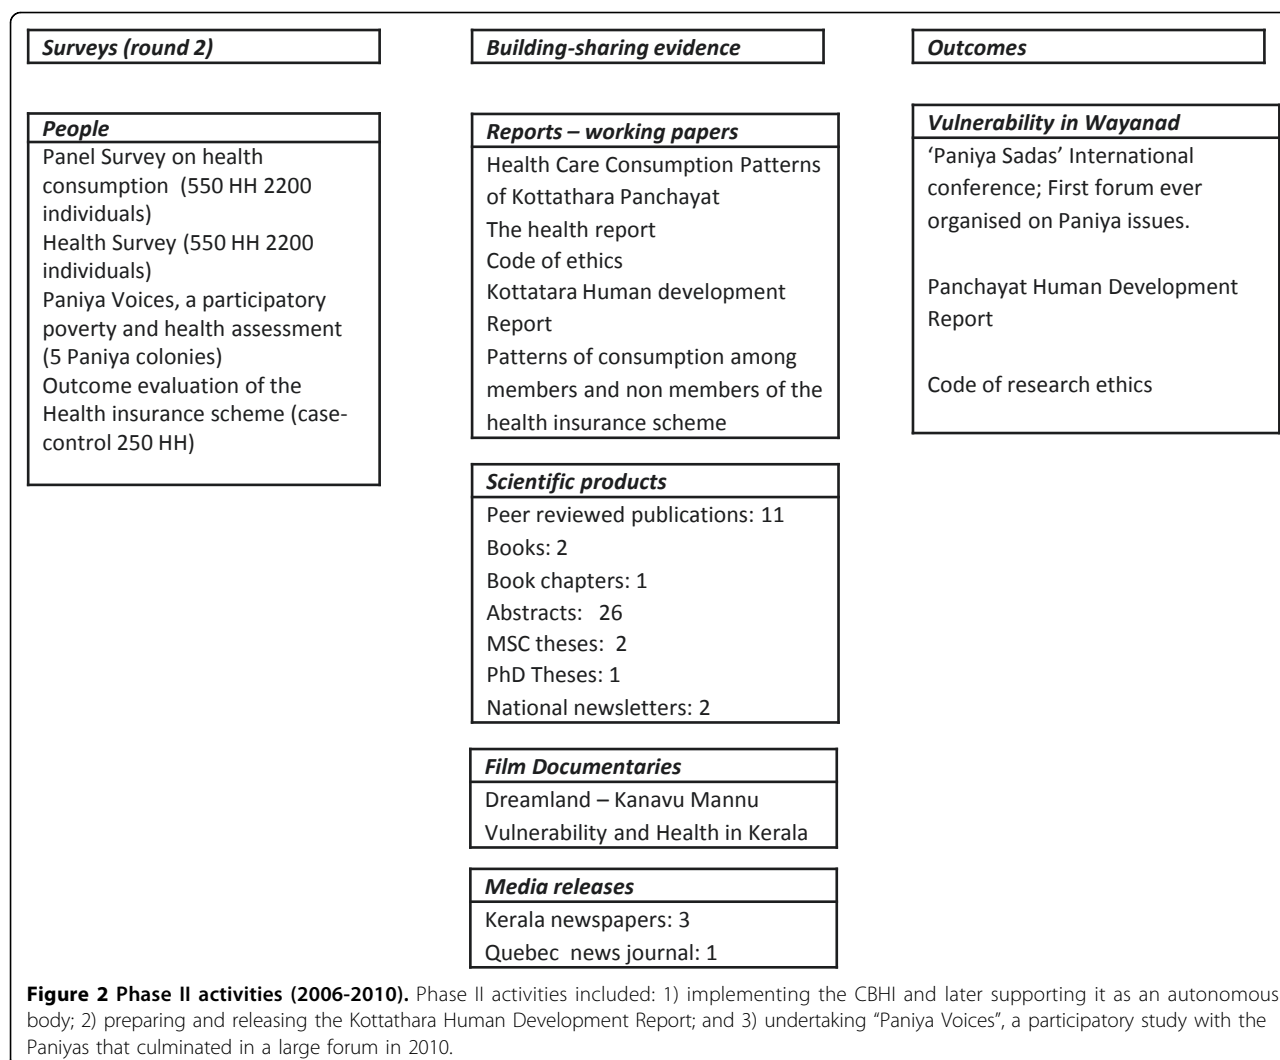 Surveys (round 2)
People
Panel Survey on health
consumption (550 HH 2200
individuals)
Health Survey (550 HH 2200
individuals)
Paniya Voices, a participatory
poverty and health assessment
(5 Paniya colonies)
Outcome evaluation of the
Health insurance scheme (case-
control 250 HH)
Building-sharing evidence
Reports – working papers
Health Care Consumption Patterns
of Kottathara Panchayat
The health report
Code of ethics
Kottatara Human development
Report
Patterns of consumption among
members and non members of the
health insurance scheme
Scientific products
Peer reviewed publications: 11
Books: 2
Book chapters: 1
Abstracts: 26
MSC theses: 2
PhD Theses: 1
National newsletters: 2
Film Documentaries
Dreamland – Kanavu Mannu
Vulnerability and Health in Kerala
Media releases
Kerala newspapers: 3
Quebec news journal: 1
Outcomes
Vulnerability in Wayanad
‘Paniya Sadas’ International
conference; First forum ever
organised on Paniya issues.
Panchayat Human Development
Report
Code of research ethics
Figure 2 Phase II activities (2006-2010). Phase II activities included: 1) implementing the CBHI and later supporting it as an autonomous
body; 2) preparing and releasing the Kottathara Human Development Report; and 3) undertaking “Paniya Voices”, a participatory study with the
Paniyas that culminated in a large forum in 2010.